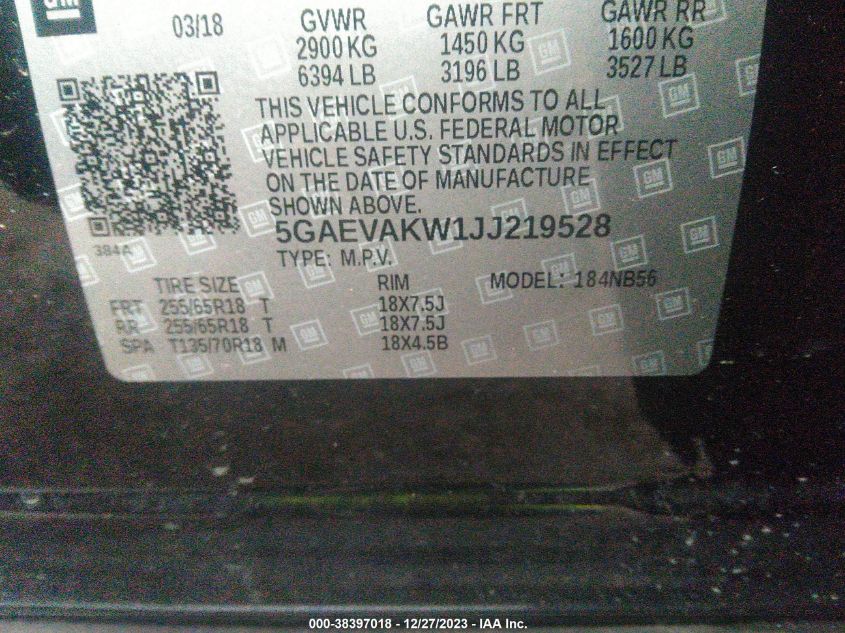 GM
03/18
GVWR
2900 KG
6394 LB
GAWR FRT
1450 KG
3196 LB
GAWR RR
1600 KG
3527 LB
THIS VEHICLE CONFORMS TO ALL
APPLICABLE U.S. FEDERAL MOTOR
VEHICLE SAFETY STANDARDS IN EFFECT
ON THE DATE OF MANUFACTURE
SHOWN ABOVE.
384A
5GAEVAKW1JJ219528
TYPE: M.P.V.
TIRE SIZE RIM MODEL: 184NB56
FRT 255/65R18 T 18X7.5J
RR 255/65R18 T 18X7.5J
SPA T135/70R18 M 18X4.5B
000-38397018 - 12/27/2023 - IAA Inc.